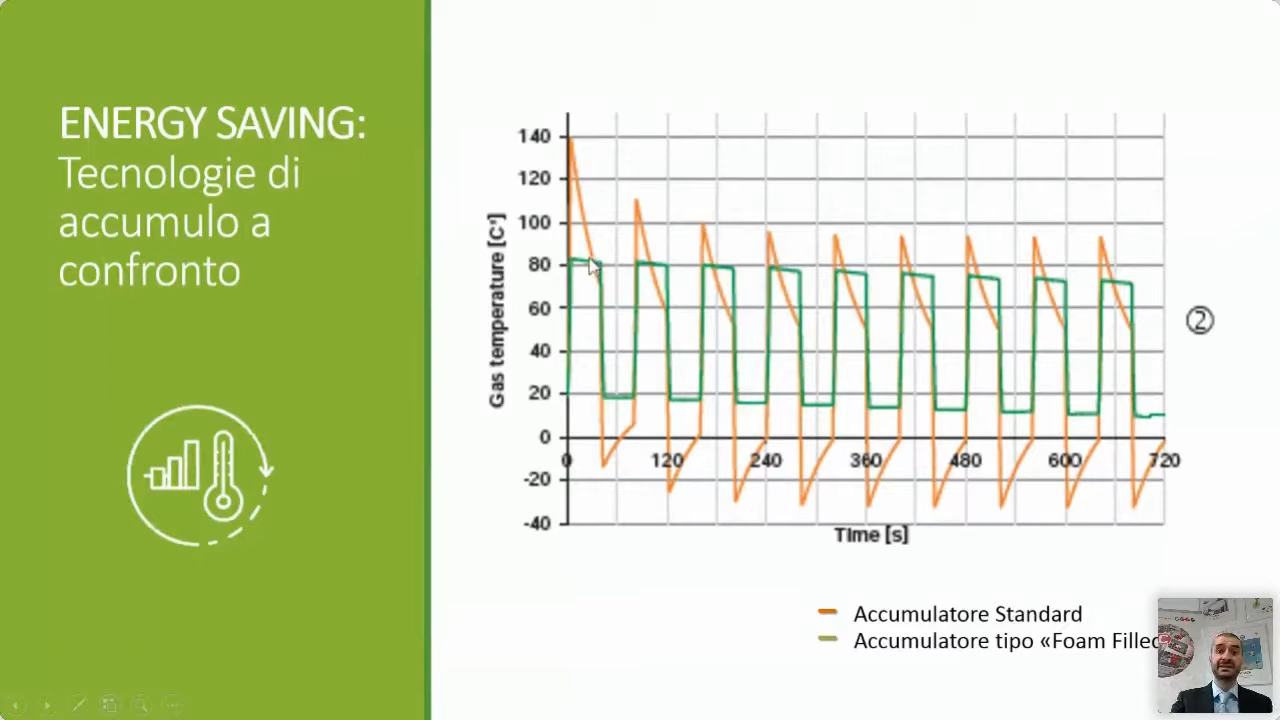 ENERGY SAVING:
Tecnologie di
accumulo a
confronto
140
120
100
80
60
40
20
0
-20
-40
Gas temperature [C°]
0 120 240 360 480 600 720
Time [s]
②
Accumulatore Standard
Accumulatore tipo «Foam Filled